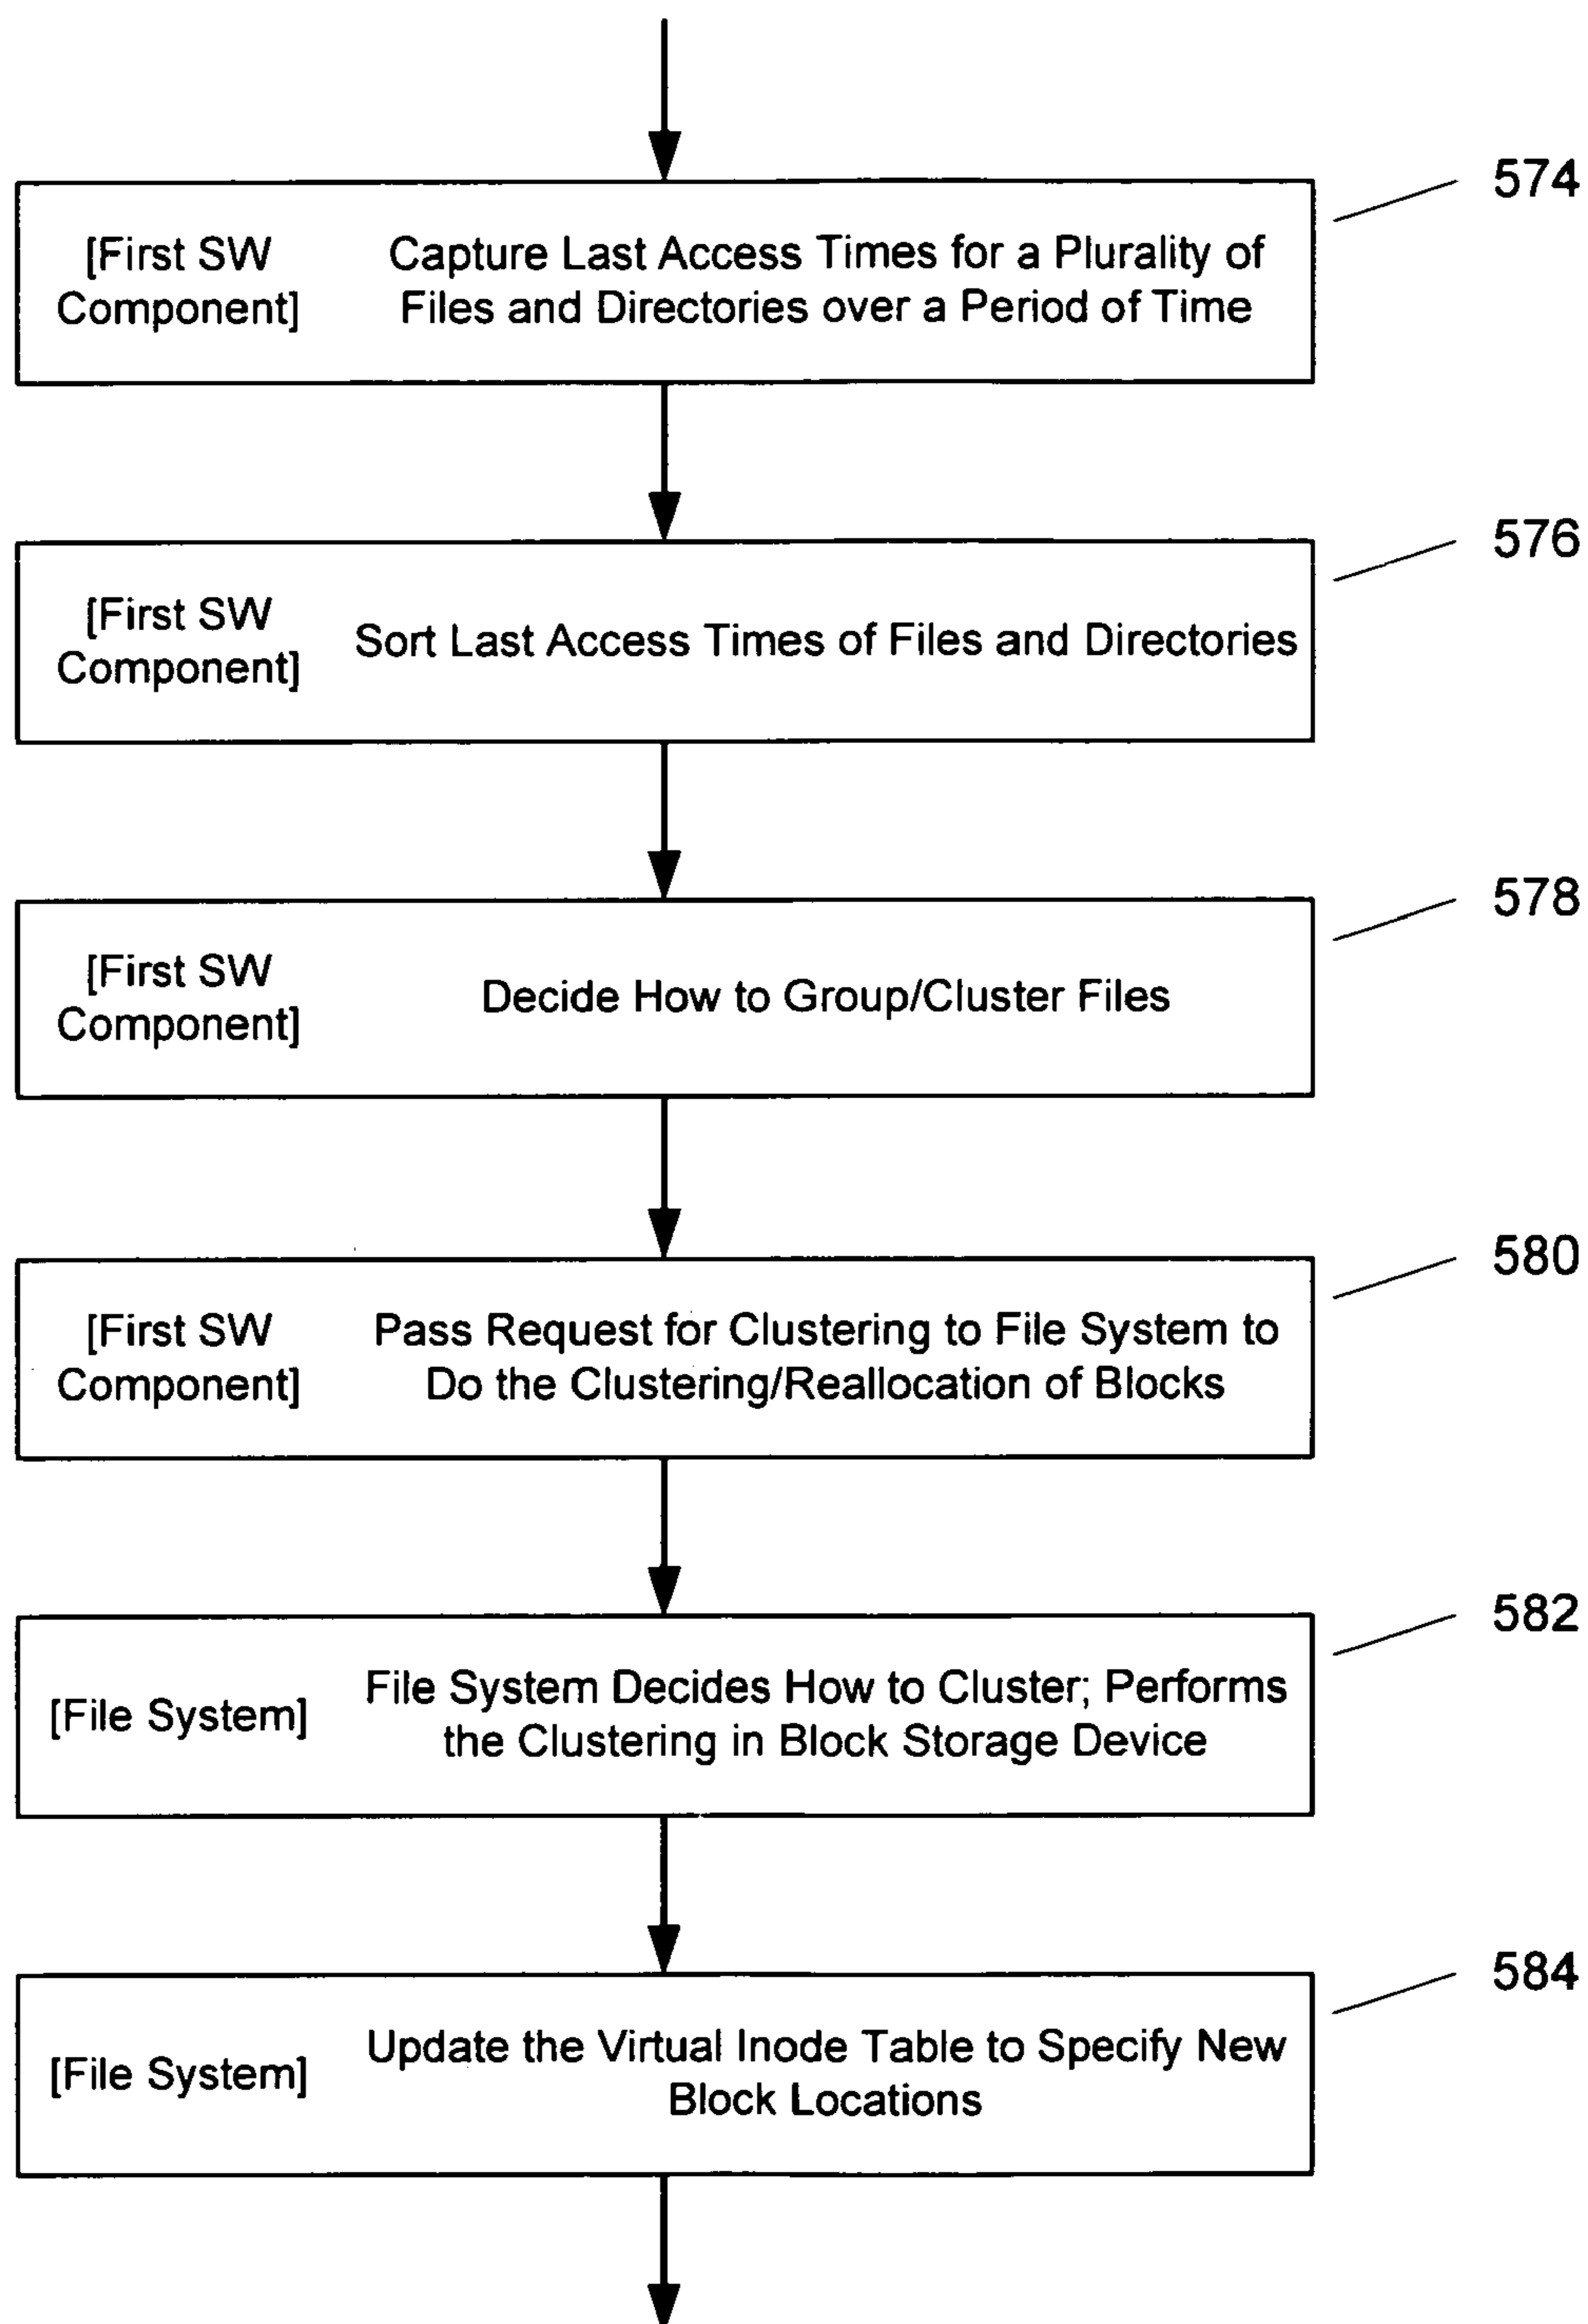 574
[First SW
Component]
Capture Last Access Times for a Plurality of
Files and Directories over a Period of Time
576
[First SW
Component]
Sort Last Access Times of Files and Directories
578
[First SW
Component]
Decide How to Group/Cluster Files
580
[First SW
Component]
Pass Request for Clustering to File System to
Do the Clustering/Reallocation of Blocks
582
[File System]
File System Decides How to Cluster; Performs
the Clustering in Block Storage Device
584
[File System]
Update the Virtual Inode Table to Specify New
Block Locations